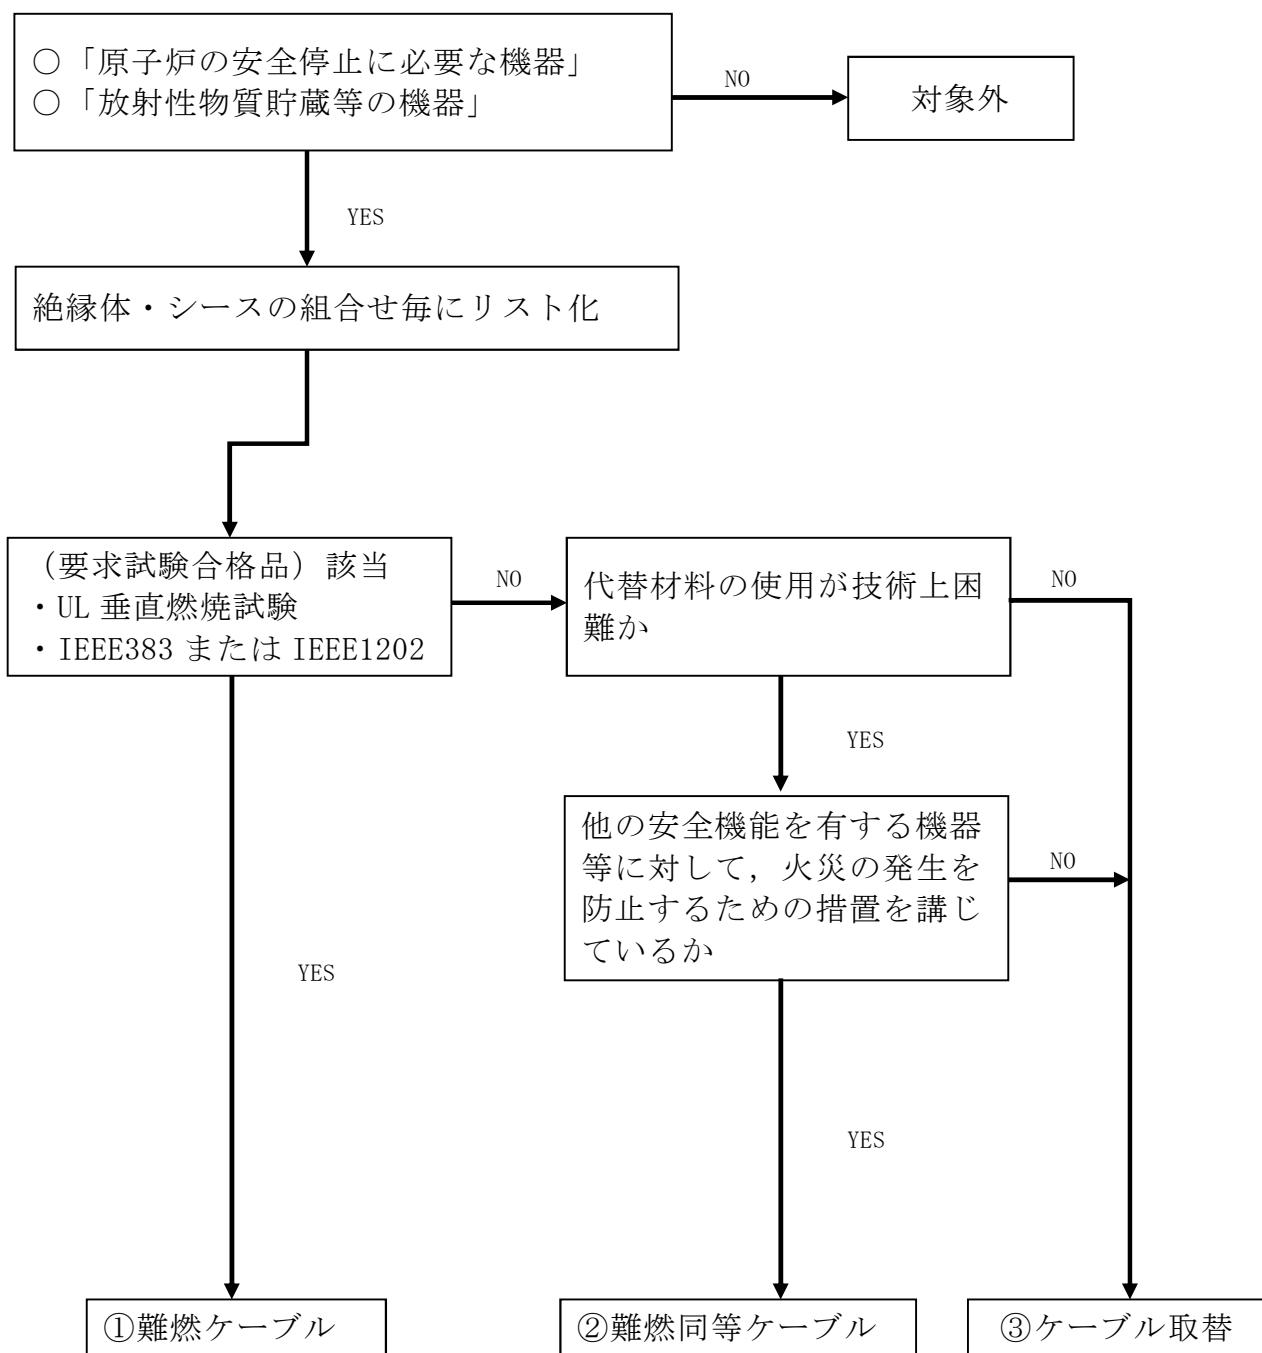 ○「原子炉の安全停止に必要な機器」
○「放射性物質貯蔵等の機器」
NO
対象外
YES
絶縁体・シースの組合せ毎にリスト化
（要求試験合格品）該当
・UL 垂直燃焼試験
・IEEE383 または IEEE1202
NO
代替材料の使用が技術上困
難か
NO
YES
他の安全機能を有する機器
等に対して，火災の発生を
防止するための措置を講じ
ているか
NO
YES
YES
①難燃ケーブル
②難燃同等ケーブル
③ケーブル取替